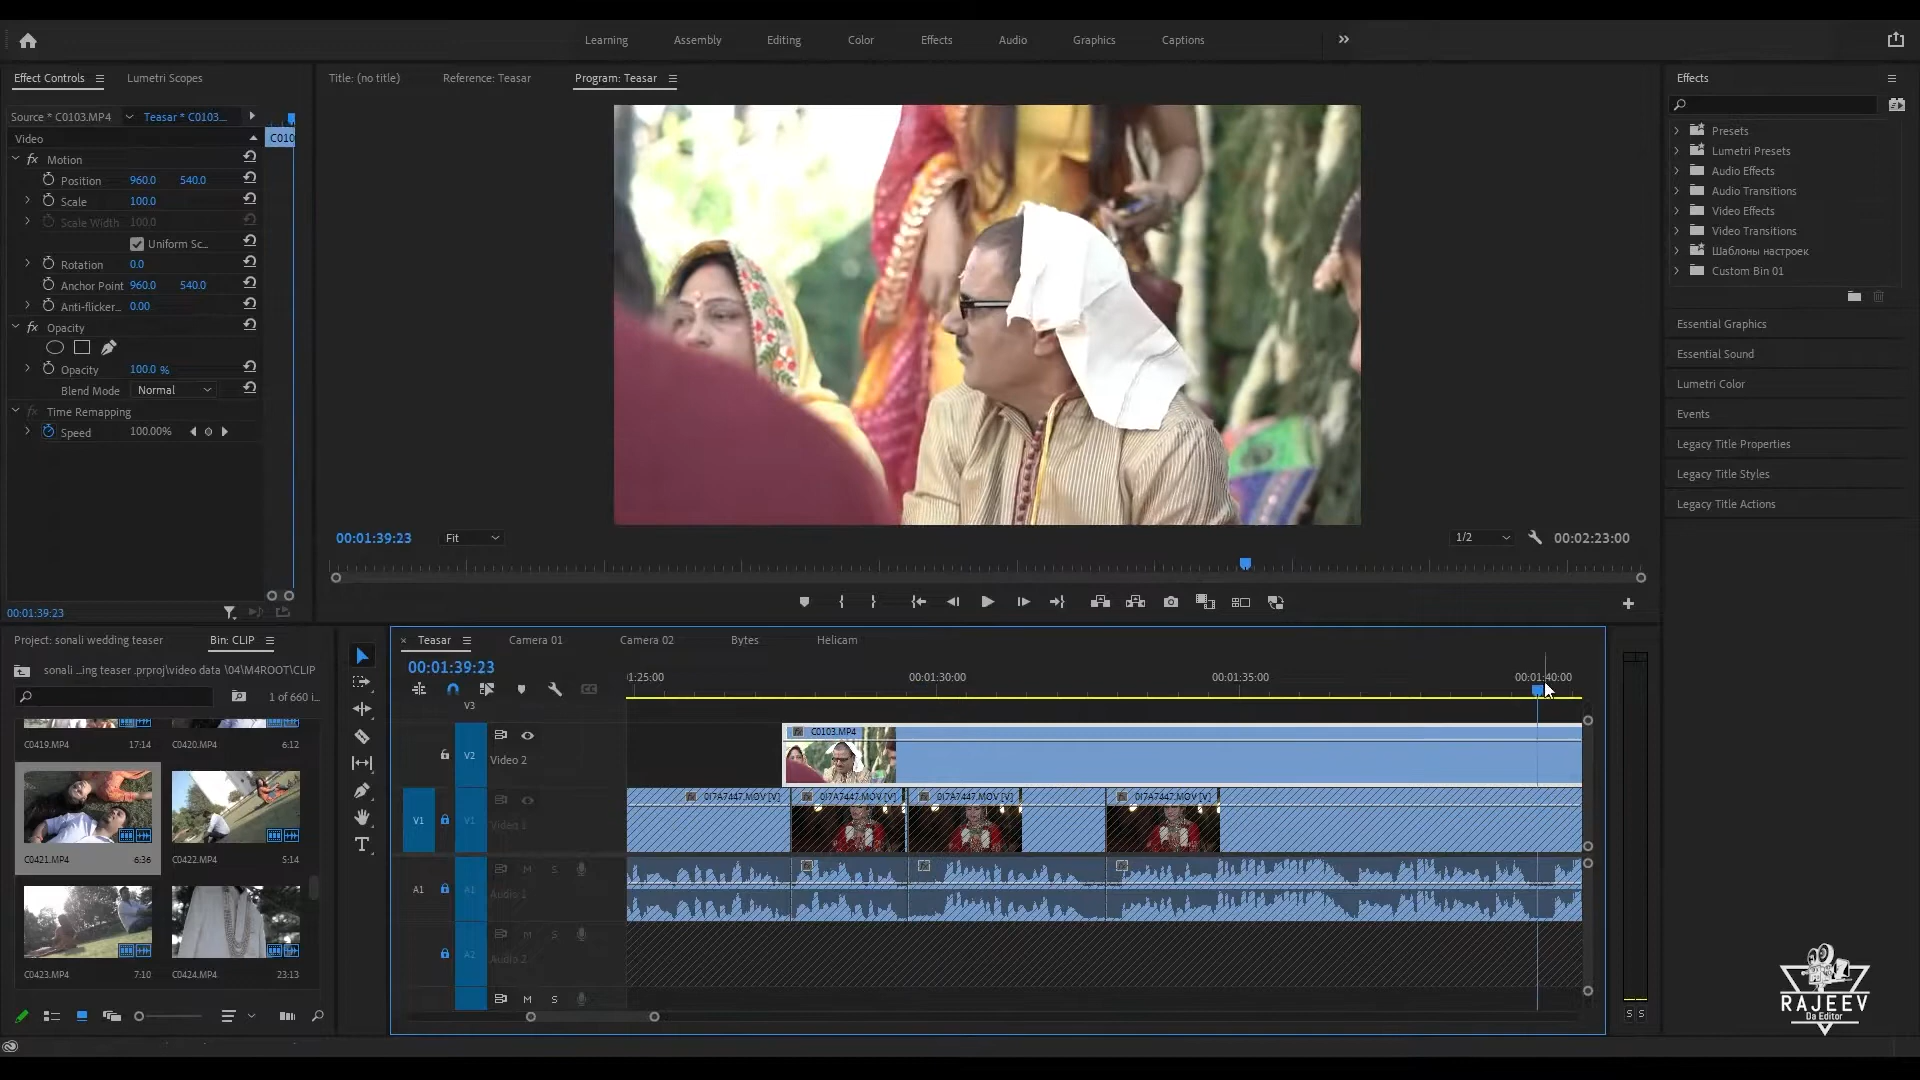 Learning Assembly Editing Color Effects Audio Graphics Captions
Effect Controls Lumetri Scopes
Title: (no title) Reference: Teasar Program: Teasar
Effects
Source * C0103.MP4 Teasar * C0103...
Video C010
Motion
Position 960.0 540.0
Scale 100.0
Scale Width 100.0
Uniform Sc...
Rotation 0.0
Anchor Point 960.0 540.0
Anti-flicker... 0.00
Opacity
Opacity 100.0 %
Blend Mode Normal
Time Remapping
Speed 100.00%
00:01:39:23
00:01:39:23 Fit 1/2 00:02:23:00
Presets
Lumetri Presets
Audio Effects
Audio Transitions
Video Effects
Video Transitions
Шаблоны настроек
Custom Bin 01
Essential Graphics
Essential Sound
Lumetri Color
Events
Legacy Title Properties
Legacy Title Styles
Legacy Title Actions
Project: sonali wedding teaser Bin: CLIP
sonali ...ing teaser .prproj\video data \04\M4ROOT\CLIP
1 of 660 i...
C0419.MP4 17:14 C0420.MP4 6:12
C0421.MP4 6:36 C0422.MP4 5:14
C0423.MP4 7:10 C0424.MP4 23:13
Teasar Camera 01 Camera 02 Bytes Helicam
00:01:39:23
1:25:00 00:01:30:00 00:01:35:00 00:01:40:00
V3
V2 Video 2 C0103.MP4
V1 V1 Video 1 0I7A7447.MOV [V] 0I7A7447.MOV [V] 0I7A7447.MOV [V] 0I7A7447.MOV [V]
A1 A1 M S Audio 1
A2 M S Audio 2
M S
S S
RAJEEV
Da Editor